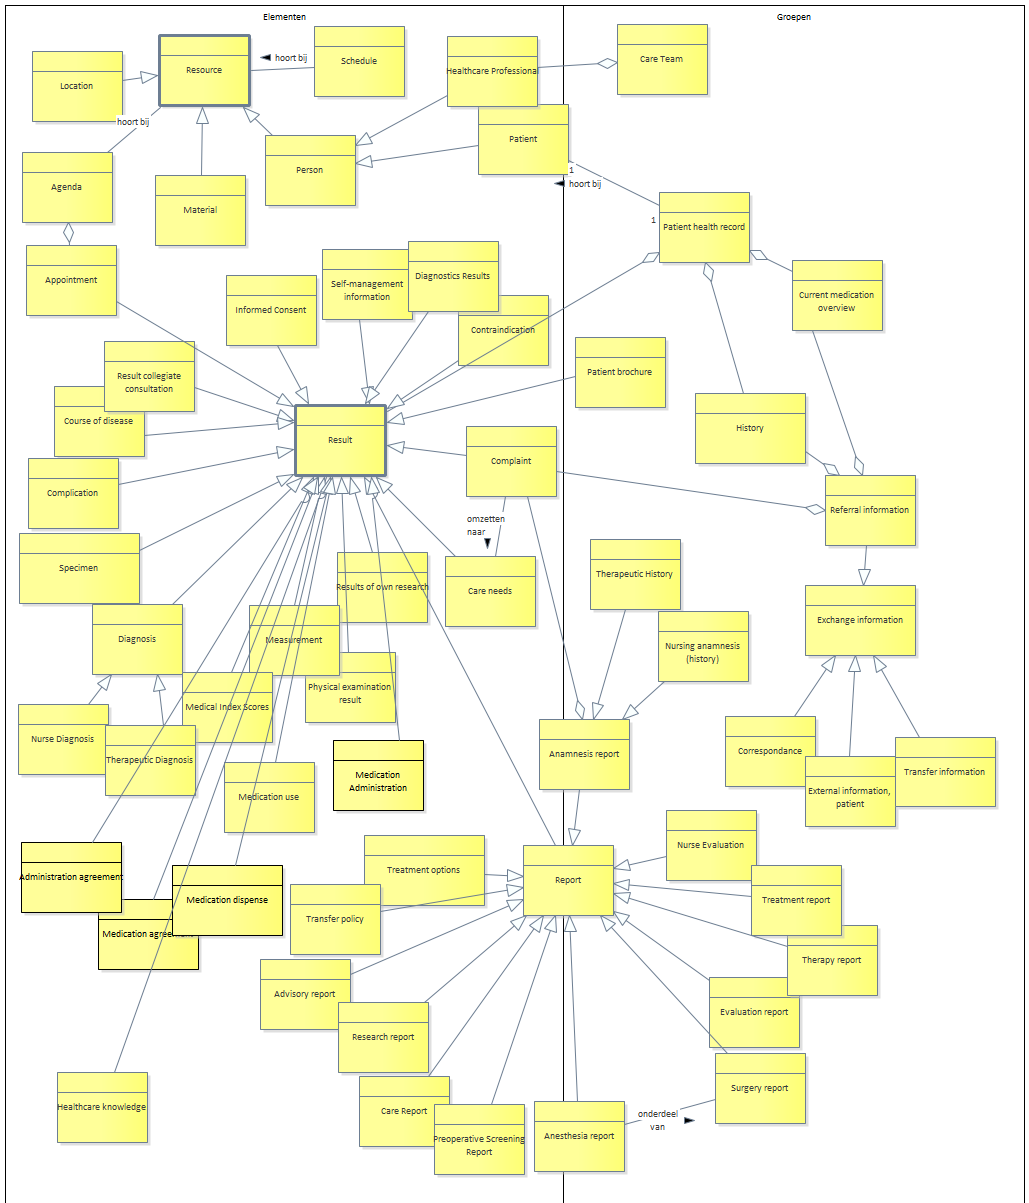 Elementen
Groepen
Location
Resource
hoort bij
Schedule
Healthcare Professional
Care Team
hoort bij
Agenda
Material
Person
Patient
1
hoort bij
1
Patient health record
Appointment
Informed Consent
Self-management
information
Diagnostics Results
Contraindication
Current medication
overview
Result collegiate
consultation
Course of disease
Patient brochure
History
Result
Complaint
Complication
Referral information
omzetten
naar
Specimen
Results of own research
Care needs
Therapeutic History
Exchange information
Diagnosis
Measurement
Nursing anamnesis
(history)
Medical Index Scores
Physical examination
result
Nurse Diagnosis
Therapeutic Diagnosis
Anamnesis report
Correspondance
External information,
patient
Transfer information
Medication use
Medication
Administration
Administration agreement
Medication dispense
Treatment options
Report
Nurse Evaluation
Transfer policy
Treatment report
Therapy report
Advisory report
Research report
Evaluation report
Healthcare knowledge
Care Report
Preoperative Screening
Report
Anesthesia report
onderdeel
van
Surgery report